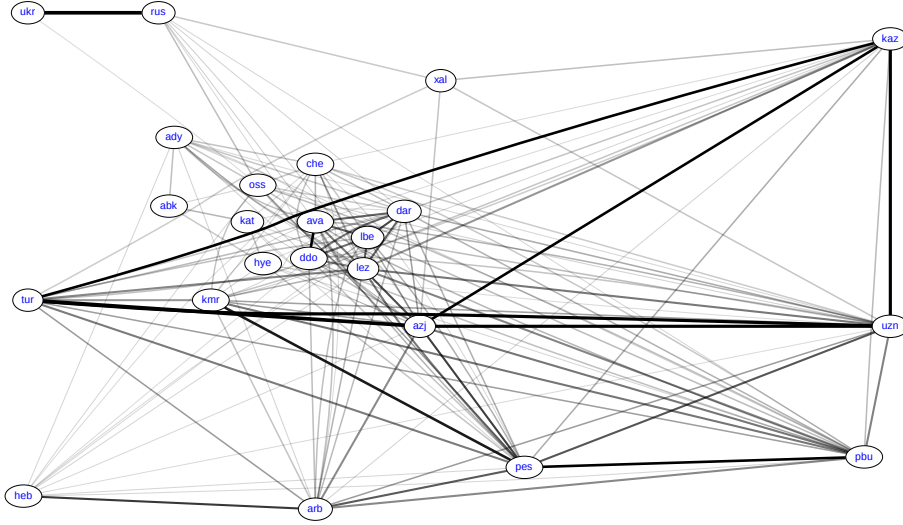 ukr
rus
kaz
xal
ady
che
oss
abk
kat
ava
dar
lbe
hye
ddo
lez
tur
kmr
azj
uzn
pes
pbu
heb
arb